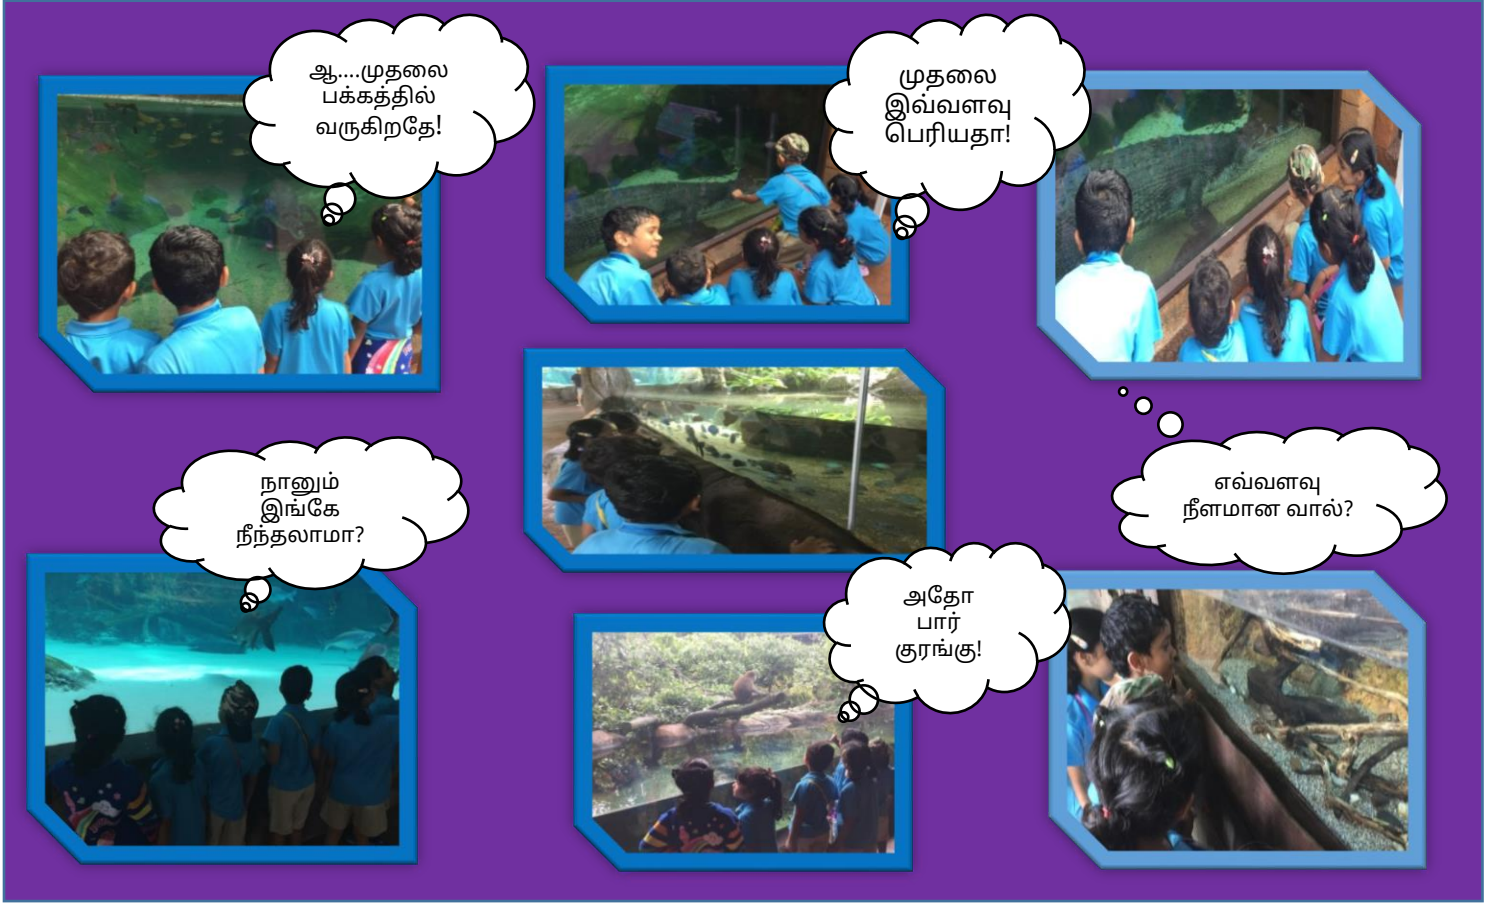 ஆ....முதலை
பக்கத்தில்
வருகிறதே!
முதலை
இவ்வளவு
பெரியதா!
நானும்
இங்கே
நீந்தலாமா?
எவ்வளவு
நீளமான வால்?
அதோ
பார்
குரங்கு!